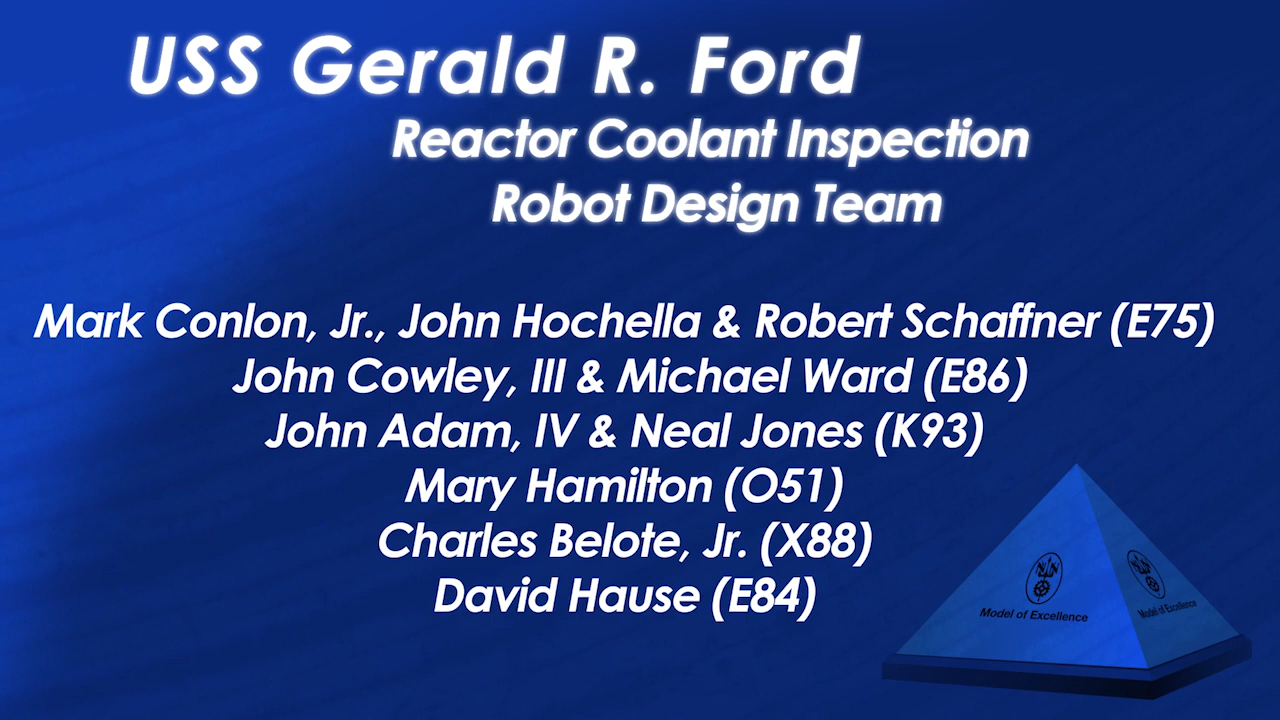 USS Gerald R. Ford
Reactor Coolant Inspection
Robot Design Team
Mark Conlon, Jr., John Hochella & Robert Schaffner (E75)
John Cowley, III & Michael Ward (E86)
John Adam, IV & Neal Jones (K93)
Mary Hamilton (O51)
Charles Belote, Jr. (X88)
David Hause (E84)
Model of Excellence
Model of Excellence